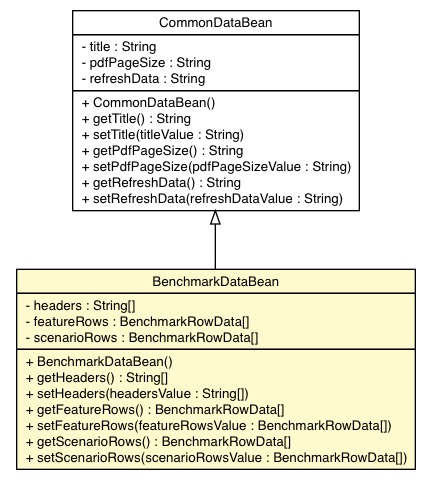 CommonDataBean
- title : String
- pdfPageSize : String
- refreshData : String
+ CommonDataBean()
+ getTitle() : String
+ setTitle(titleValue : String)
+ getPdfPageSize() : String
+ setPdfPageSize(pdfPageSizeValue : String)
+ getRefreshData() : String
+ setRefreshData(refreshDataValue : String)
BenchmarkDataBean
- headers : String[]
- featureRows : BenchmarkRowData[]
- scenarioRows : BenchmarkRowData[]
+ BenchmarkDataBean()
+ getHeaders() : String[]
+ setHeaders(headersValue : String[])
+ getFeatureRows() : BenchmarkRowData[]
+ setFeatureRows(featureRowsValue : BenchmarkRowData[])
+ getScenarioRows() : BenchmarkRowData[]
+ setScenarioRows(scenarioRowsValue : BenchmarkRowData[])